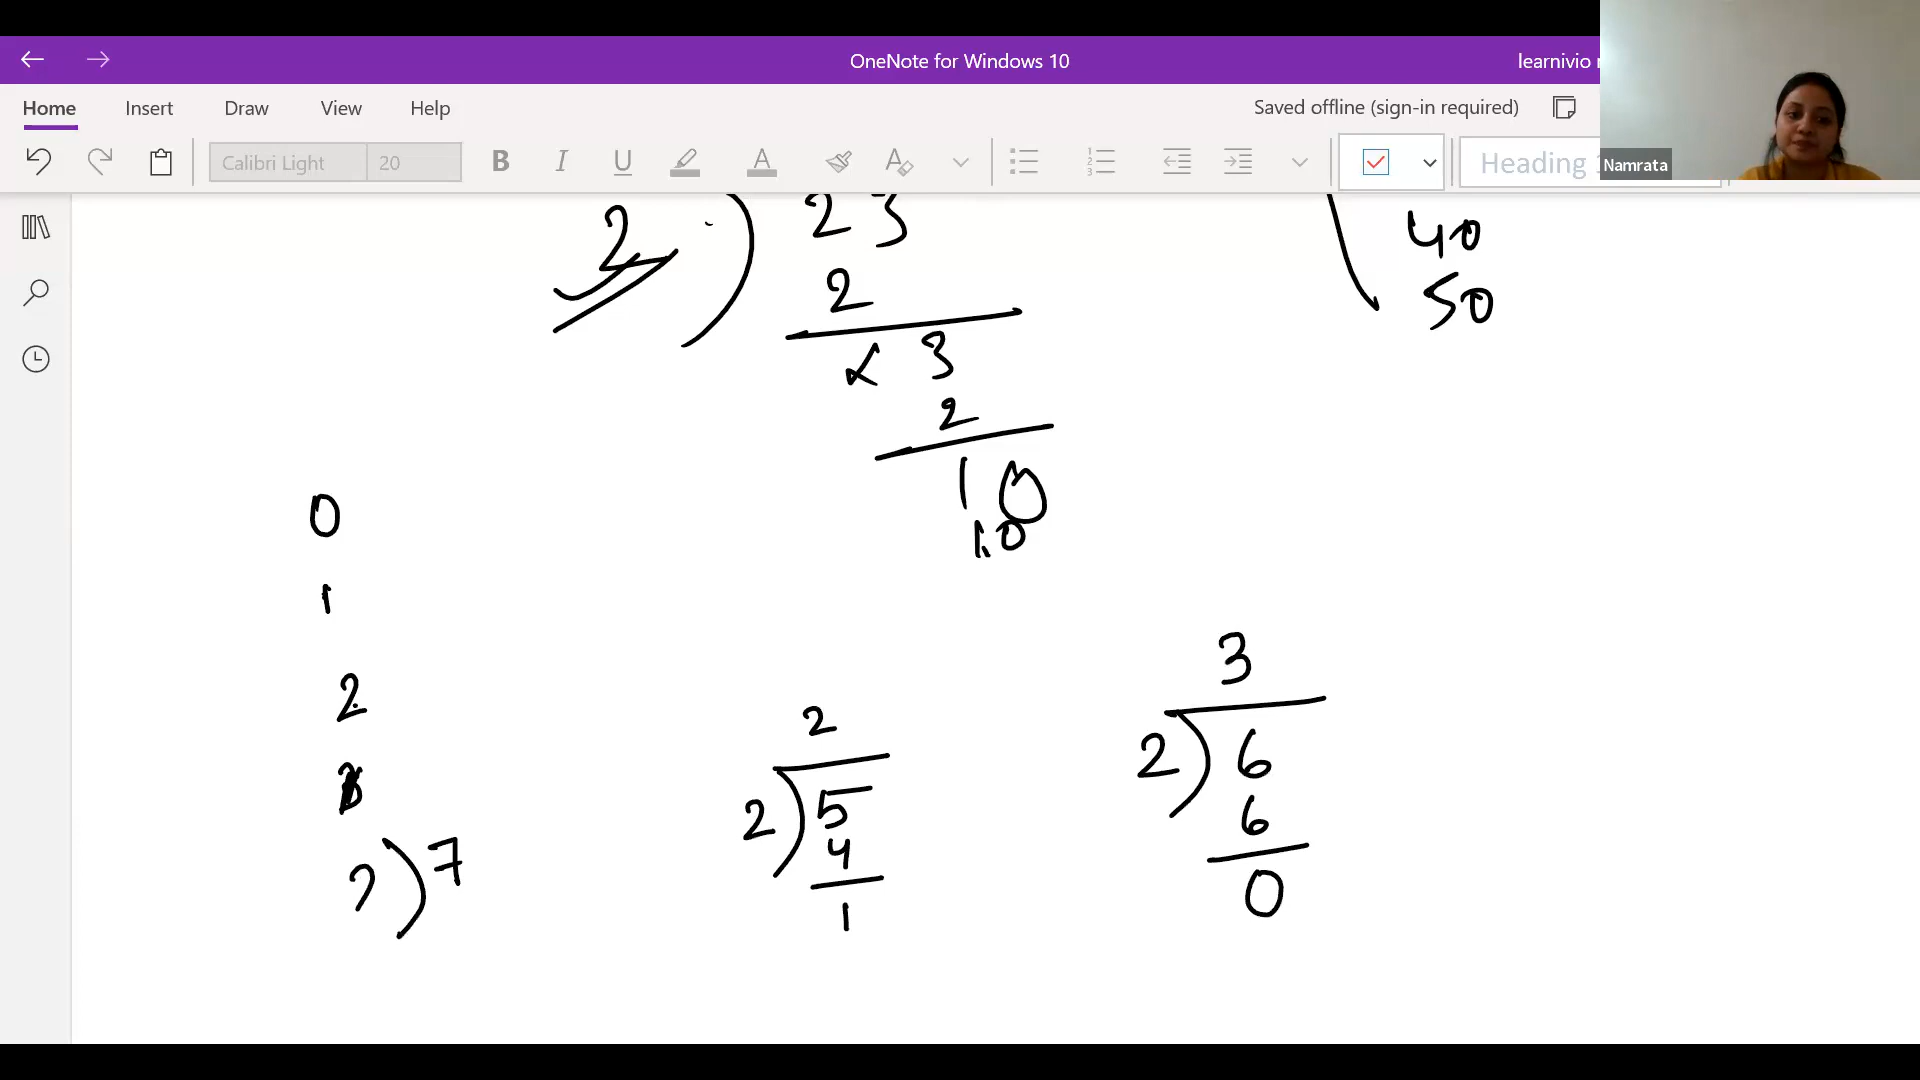 OneNote for Windows 10
learnivio
Home Insert Draw View Help
Saved offline (sign-in required)
Calibri Light 20
B I U A
Heading
Namrata
2 ) 23
2
3
2
10
1.0
40
50
0
1
2
2 ) 7
2
2 ) 5
4
1
3
2 ) 6
6
0